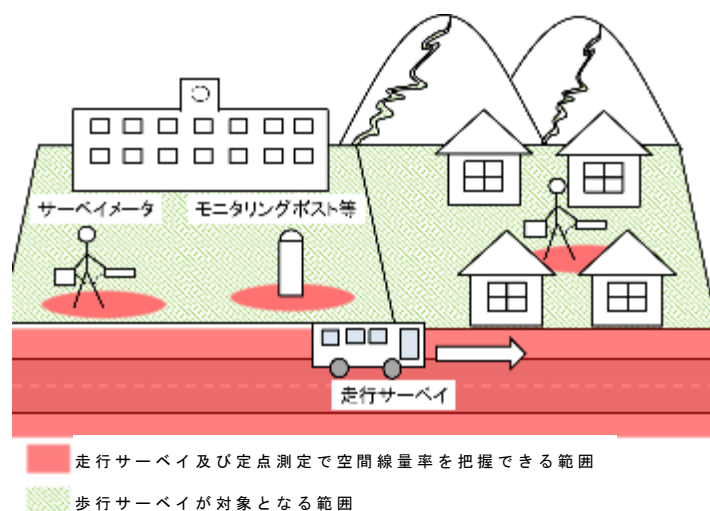 サーベイメータ
モニタリングポスト等
走行サーベイ
走行サーベイ及び定点測定で空間線量率を把握できる範囲
歩行サーベイが対象となる範囲